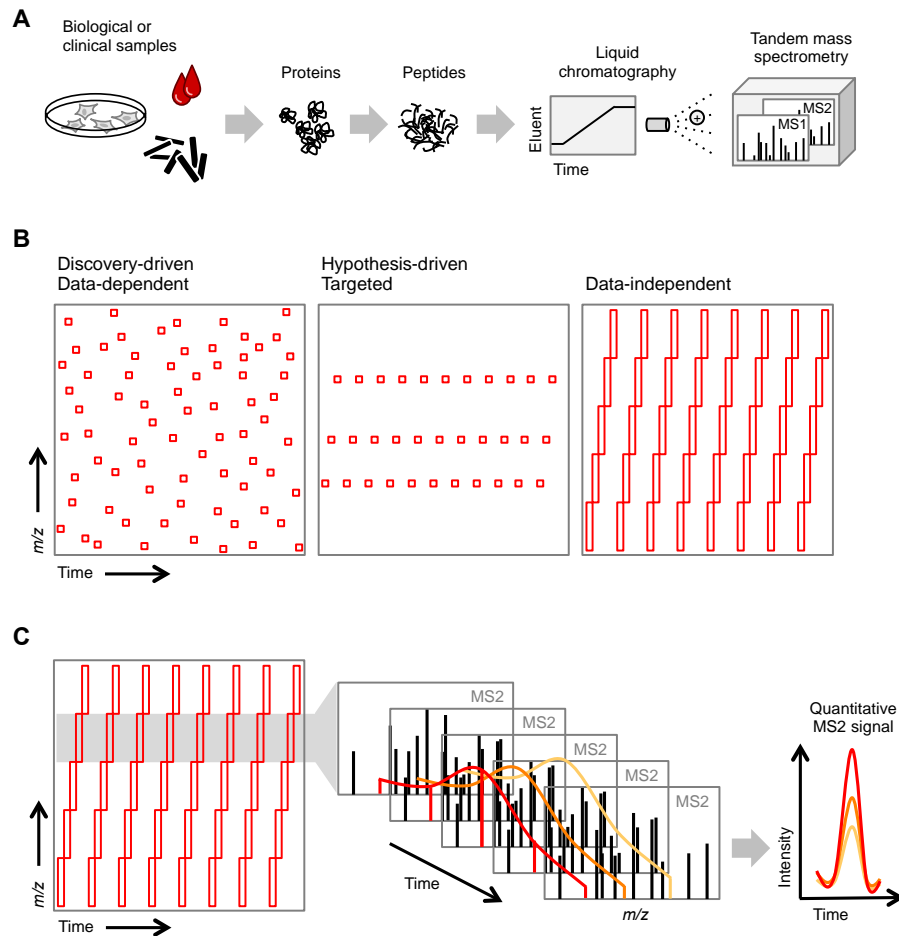 A
Biological or
clinical samples
Proteins
Peptides
Liquid
chromatography
Eluent
Time
+
Tandem mass
spectrometry
MS2
MS1
B
Discovery-driven
Data-dependent
Hypothesis-driven
Targeted
Data-independent
m/z
Time
C
m/z
Time
MS2
MS2
MS2
MS2
MS2
Time
m/z
Quantitative
MS2 signal
Intensity
Time